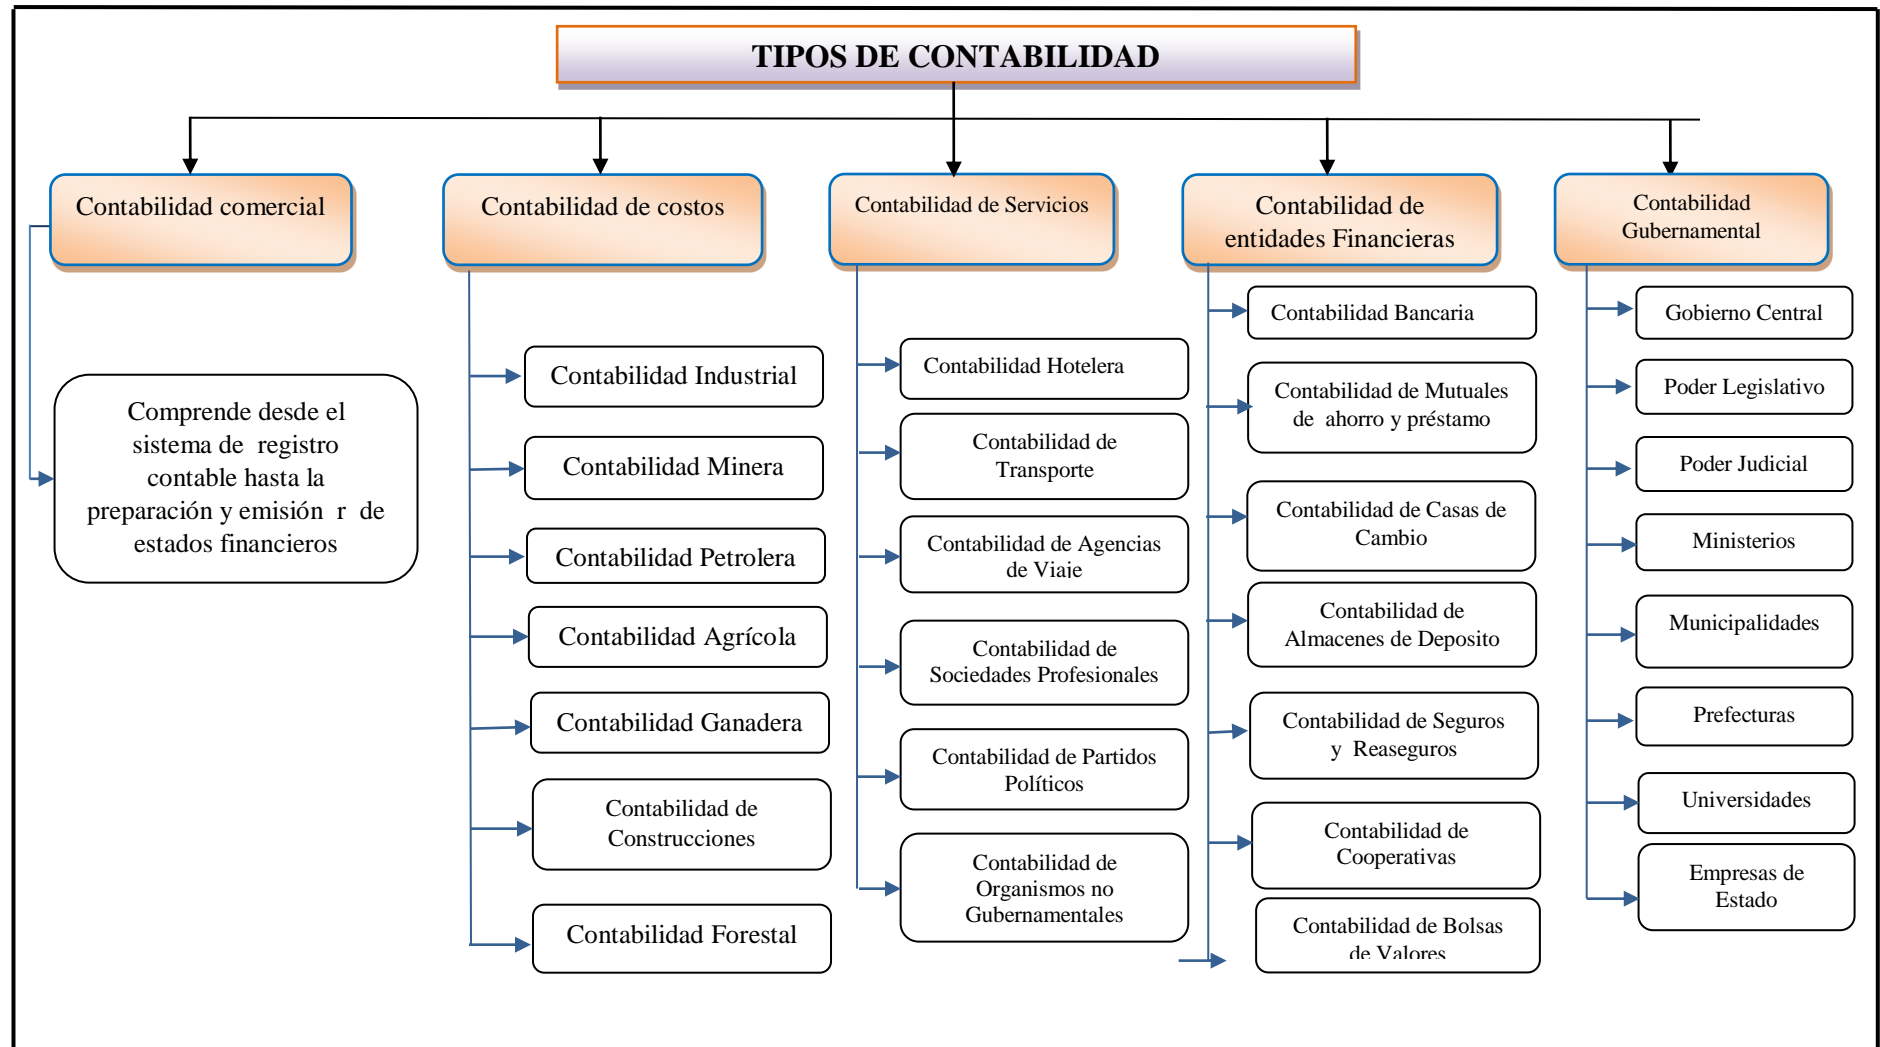 TIPOS DE CONTABILIDAD
Contabilidad comercial
Comprende desde el
sistema de registro
contable hasta la
preparación y emisión r de
estados financieros
Contabilidad de costos
Contabilidad Industrial
Contabilidad Minera
Contabilidad Petrolera
Contabilidad Agrícola
Contabilidad Ganadera
Contabilidad de
Construcciones
Contabilidad Forestal
Contabilidad de Servicios
Contabilidad Hotelera
Contabilidad de
Transporte
Contabilidad de Agencias
de Viaje
Contabilidad de
Sociedades Profesionales
Contabilidad de Partidos
Políticos
Contabilidad de
Organismos no
Gubernamentales
Contabilidad de
entidades Financieras
Contabilidad Bancaria
Contabilidad de Mutuales
de ahorro y préstamo
Contabilidad de Casas de
Cambio
Contabilidad de
Almacenes de Deposito
Contabilidad de Seguros
y Reaseguros
Contabilidad de
Cooperativas
Contabilidad de Bolsas
de Valores
Contabilidad
Gubernamental
Gobierno Central
Poder Legislativo
Poder Judicial
Ministerios
Municipalidades
Prefecturas
Universidades
Empresas de
Estado